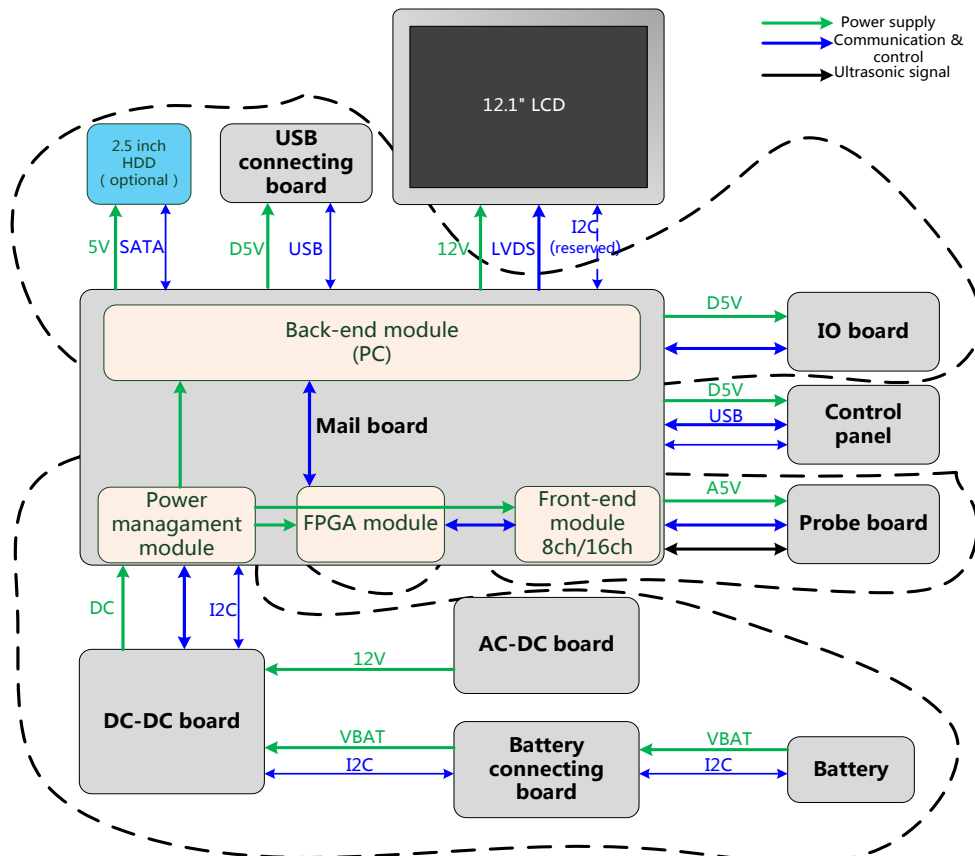 Power supply
Communication &
control
Ultrasonic signal
12.1" LCD
2.5 inch
HDD
( optional )
USB
connecting
board
5V
SATA
D5V
USB
12V
LVDS
I2C
(reserved)
Back-end module
(PC)
D5V
IO board
Mail board
D5V
USB
Control
panel
Power
managament
module
FPGA module
Front-end
module
8ch/16ch
A5V
Probe board
DC
I2C
AC-DC board
12V
DC-DC board
VBAT
I2C
Battery
connecting
board
VBAT
I2C
Battery